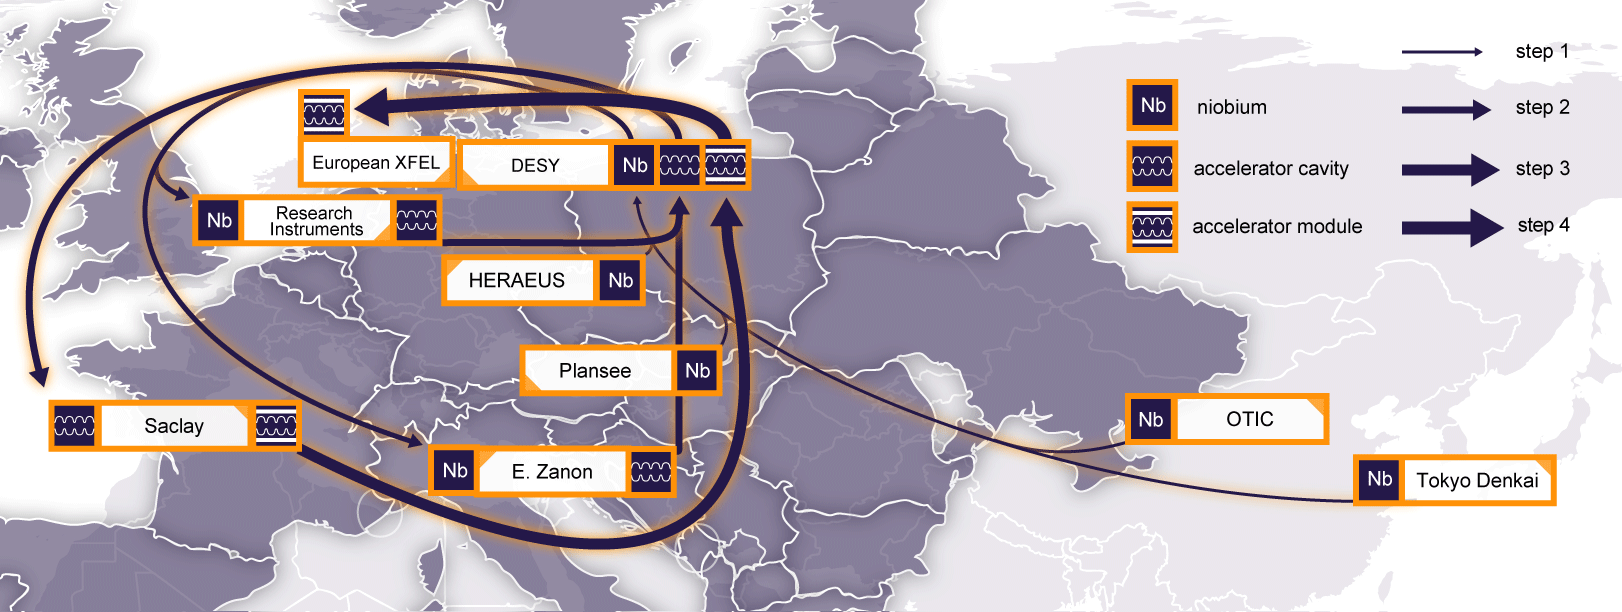 step 1
Nb niobium
step 2
European XFEL
DESY Nb
accelerator cavity
step 3
Nb Research
Instruments
accelerator module
step 4
HERAEUS Nb
Plansee Nb
Saclay
Nb OTIC
Nb E. Zanon
Nb Tokyo Denkai